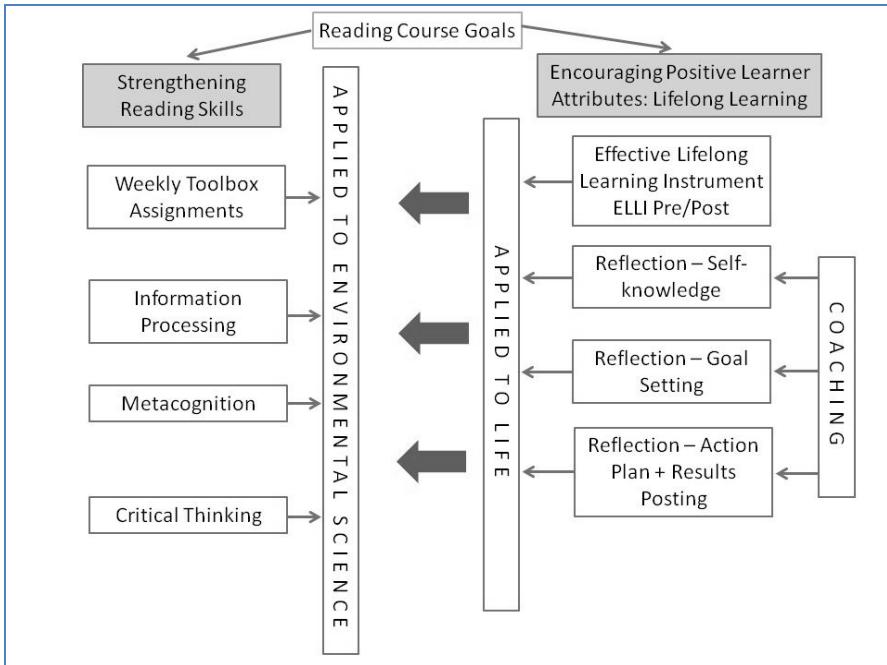 Reading Course Goals
Strengthening
Reading Skills
Encouraging Positive Learner
Attributes: Lifelong Learning
Weekly Toolbox
Assignments
Information
Processing
Metacognition
Critical Thinking
APPLIED TO ENVIRONMENTAL SCIENCE
APPLIED TO LIFE
Effective Lifelong
Learning Instrument
ELLI Pre/Post
Reflection – Self-
knowledge
Reflection – Goal
Setting
Reflection – Action
Plan + Results
Posting
COACHING